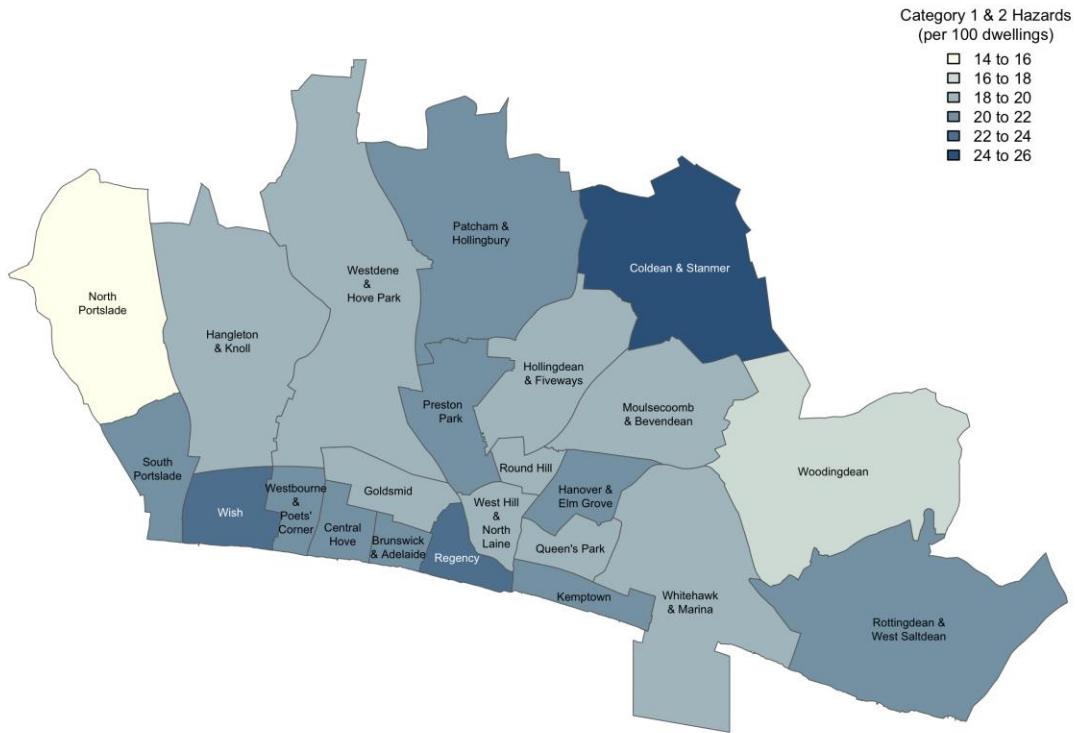 Category 1 & 2 Hazards
(per 100 dwellings)
14 to 16
16 to 18
18 to 20
20 to 22
22 to 24
24 to 26
Patcham &
Hollingbury
Coldean & Stanmer
Westdene
&
Hove Park
North
Portslade
Hangleton
& Knoll
Hollingdean
& Fiveways
Preston
Park
Moulsecoomb
& Bevendean
South
Portslade
Round Hill
Woodingdean
Goldsmid
Westbourne
&
Poets'
Corner
Hanover &
Elm Grove
Wish
West Hill
&
North
Laine
Central
Hove
Brunswick
& Adelaide
Regency
Queen's Park
Kemptown
Whitehawk
& Marina
Rottingdean &
West Saltdean